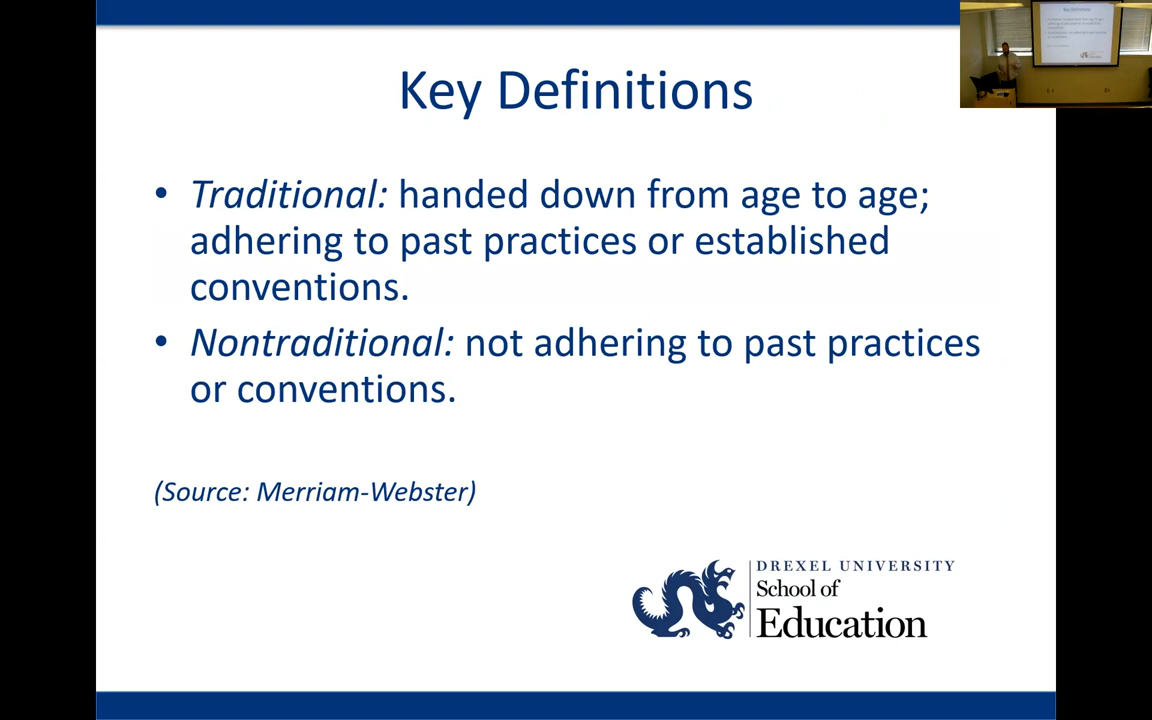 Key Definitions
• Traditional: handed down from age to age;
adhering to past practices or established
conventions.
• Nontraditional: not adhering to past practices
or conventions.
(Source: Merriam-Webster)
DREXEL UNIVERSITY
School of
Education